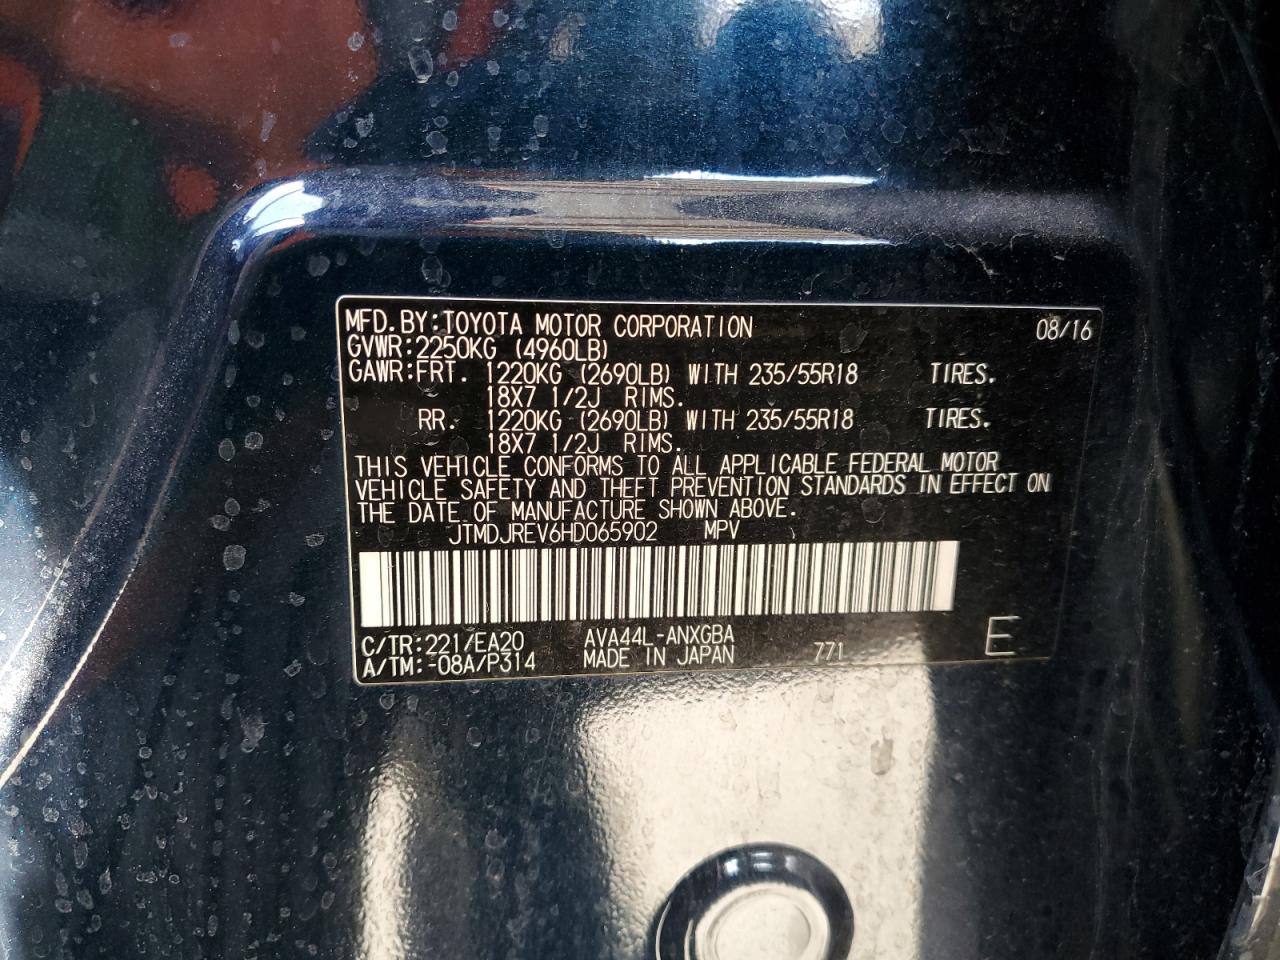 MFD.BY:TOYOTA MOTOR CORPORATION 08/16
GVWR:2250KG (4960LB)
GAWR:FRT. 1220KG (2690LB) WITH 235/55R18 TIRES.
18X7 1/2J RIMS.
RR. 1220KG (2690LB) WITH 235/55R18 TIRES.
18X7 1/2J RIMS.
THIS VEHICLE CONFORMS TO ALL APPLICABLE FEDERAL MOTOR
VEHICLE SAFETY AND THEFT PREVENTION STANDARDS IN EFFECT ON
THE DATE OF MANUFACTURE SHOWN ABOVE.
JTMDJREV6HD065902 MPV
C/TR:221/EA20 AVA44L-ANXGBA
A/TM:-08A/P314 MADE IN JAPAN 771 E